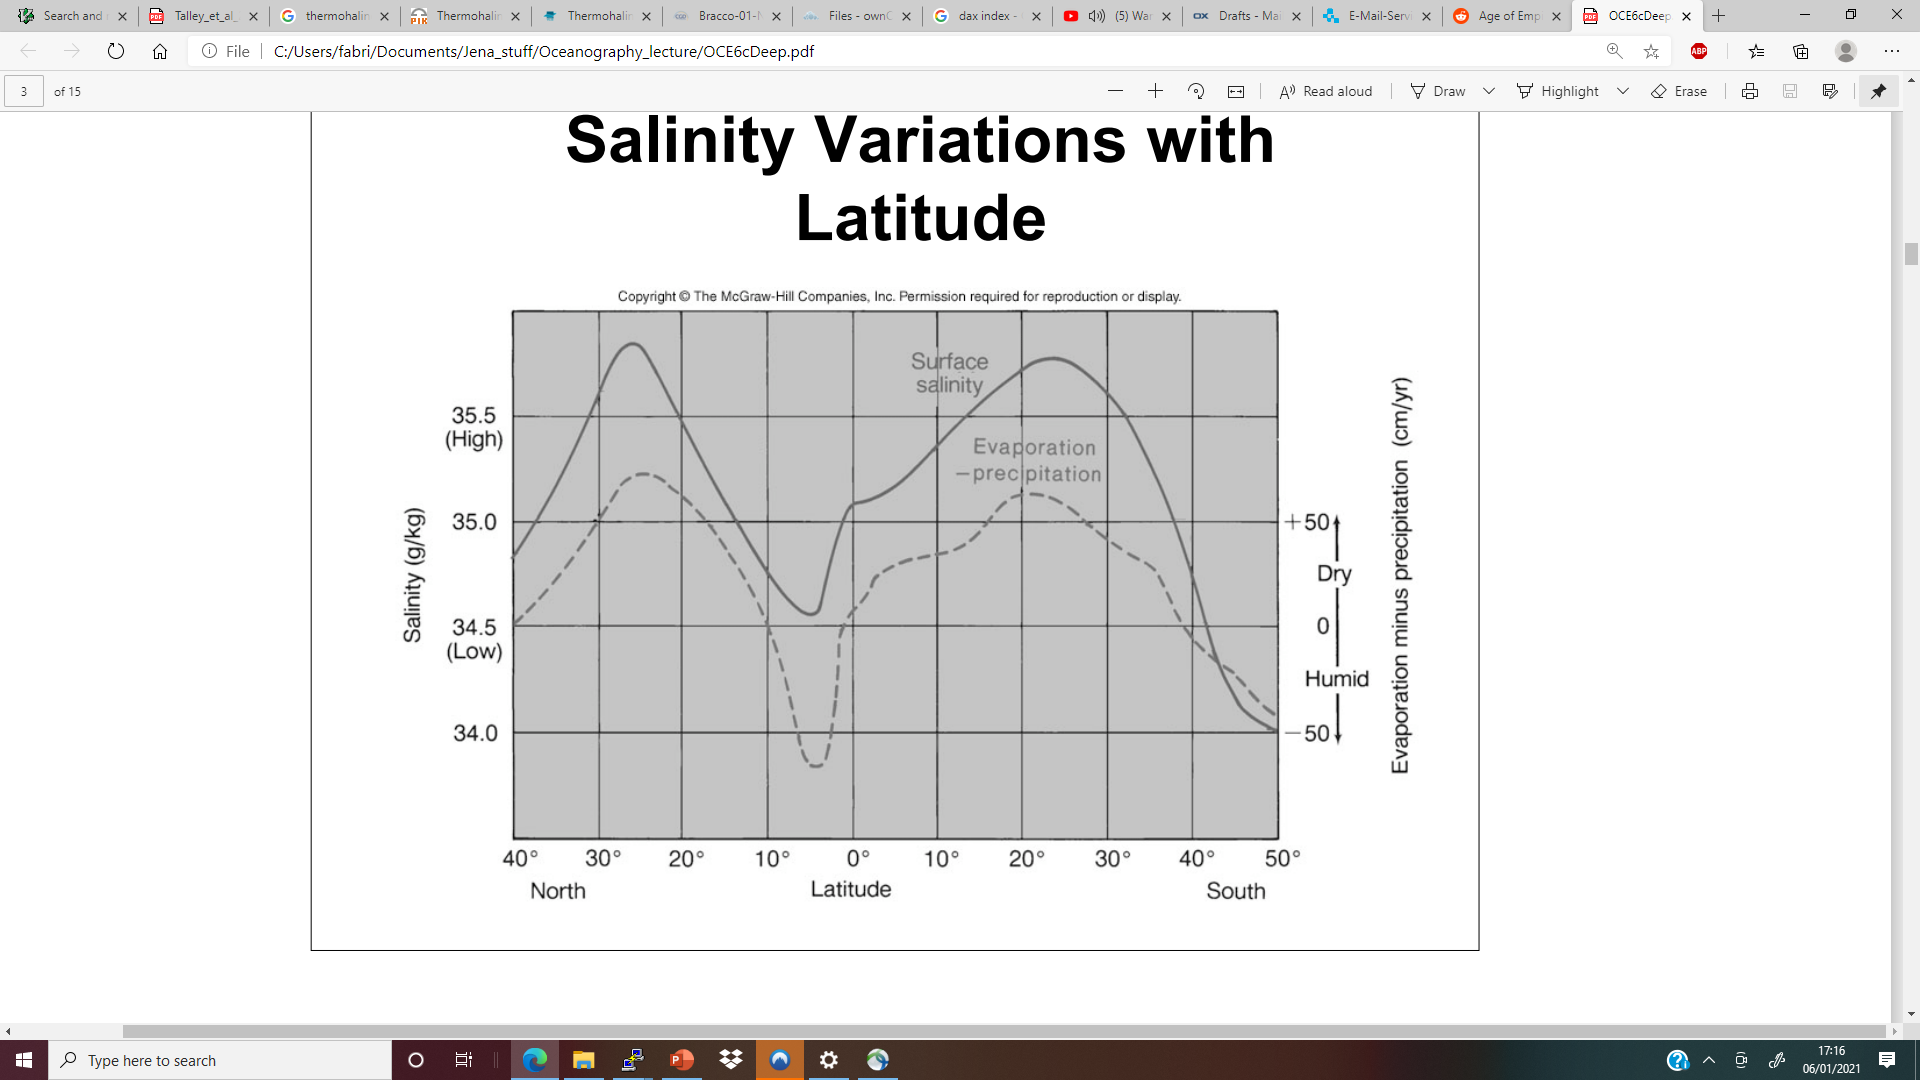 Search and
Talley_et_al_
thermohalin
Thermohalin
Thermohalin
Bracco-01-
Files - ownC
dax index -
(5) War
Drafts - Mai
E-Mail-Servi
Age of Emp
OCE6cDeep
File
C:/Users/fabri/Documents/Jena_stuff/Oceanography_lecture/OCE6cDeep.pdf
ABP
3 of 15
Read aloud
Draw
Highlight
Erase
Salinity Variations with
Latitude
Copyright © The McGraw-Hill Companies, Inc. Permission required for reproduction or display.
Surface
salinity
Evaporation
–precipitation
Salinity (g/kg)
35.5
(High)
35.0
34.5
(Low)
34.0
+50
Dry
0
Humid
–50
Evaporation minus precipitation (cm/yr)
40° 30° 20° 10° 0° 10° 20° 30° 40° 50°
North Latitude South
Type here to search
17:16
06/01/2021